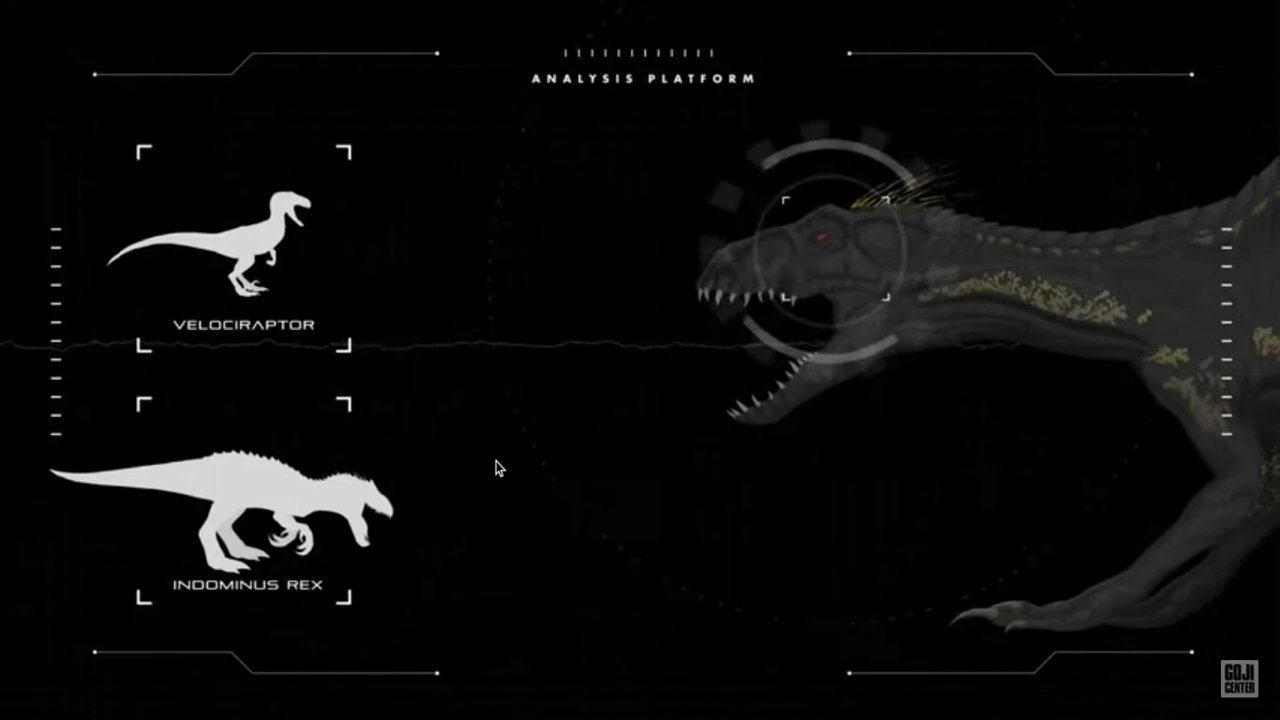 ANALYSIS PLATFORM
VELOCIRAPTOR
INDOMINUS REX
GOJI
CENTER